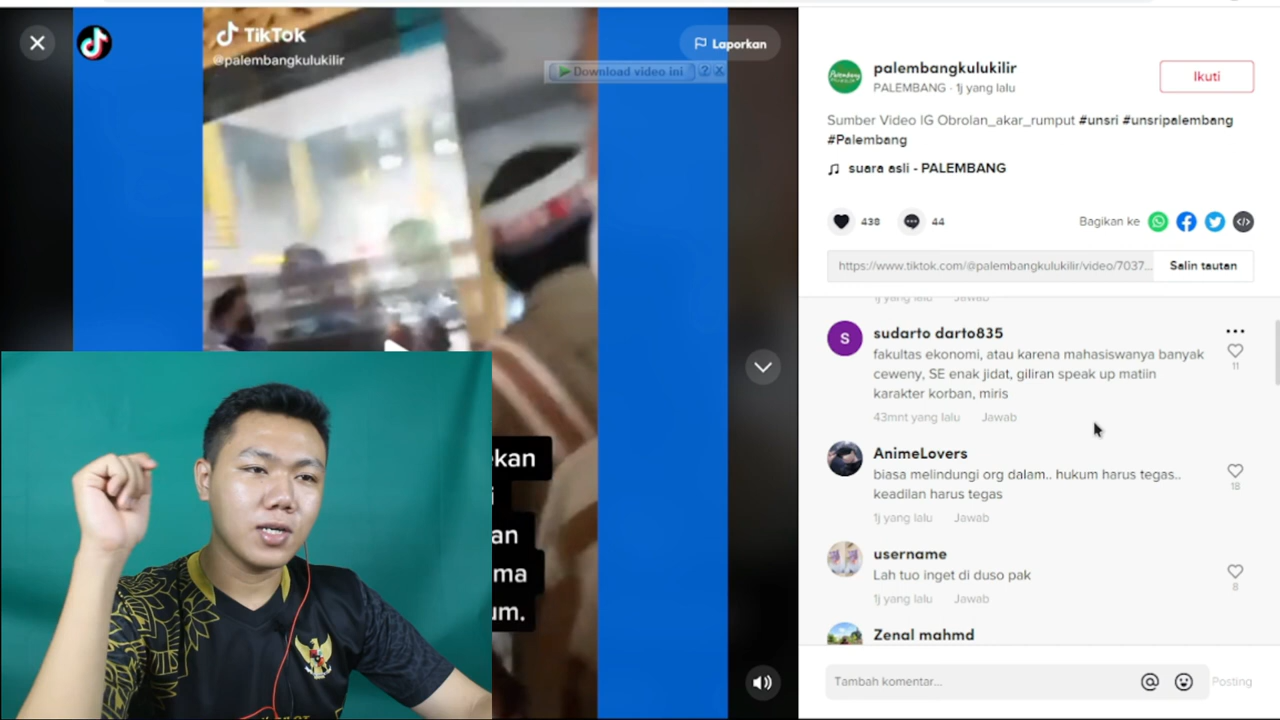 TikTok
@palembangkulukilir
Laporkan
Download video ini
palembangkulukilir
PALEMBANG · 1j yang lalu
Ikuti
Sumber Video IG Obrolan_akar_rumput #unsri #unsripalembang
#Palembang
suara asli - PALEMBANG
438
44
Bagikan ke
https://www.tiktok.com/@palembangkulukilir/video/7037...
Salin tautan
1j yang lalu Jawab
S
sudarto darto835
fakultas ekonomi, atau karena mahasiswanya banyak
ceweny, SE enak jidat, giliran speak up matiin
karakter korban, miris
11
43mnt yang lalu Jawab
AnimeLovers
biasa melindungi org dalam.. hukum harus tegas..
keadilan harus tegas
18
1j yang lalu Jawab
username
Lah tuo inget di duso pak
8
1j yang lalu Jawab
Zenal mahmd
Tambah komentar...
Posting
kan
i
an
ma
um.